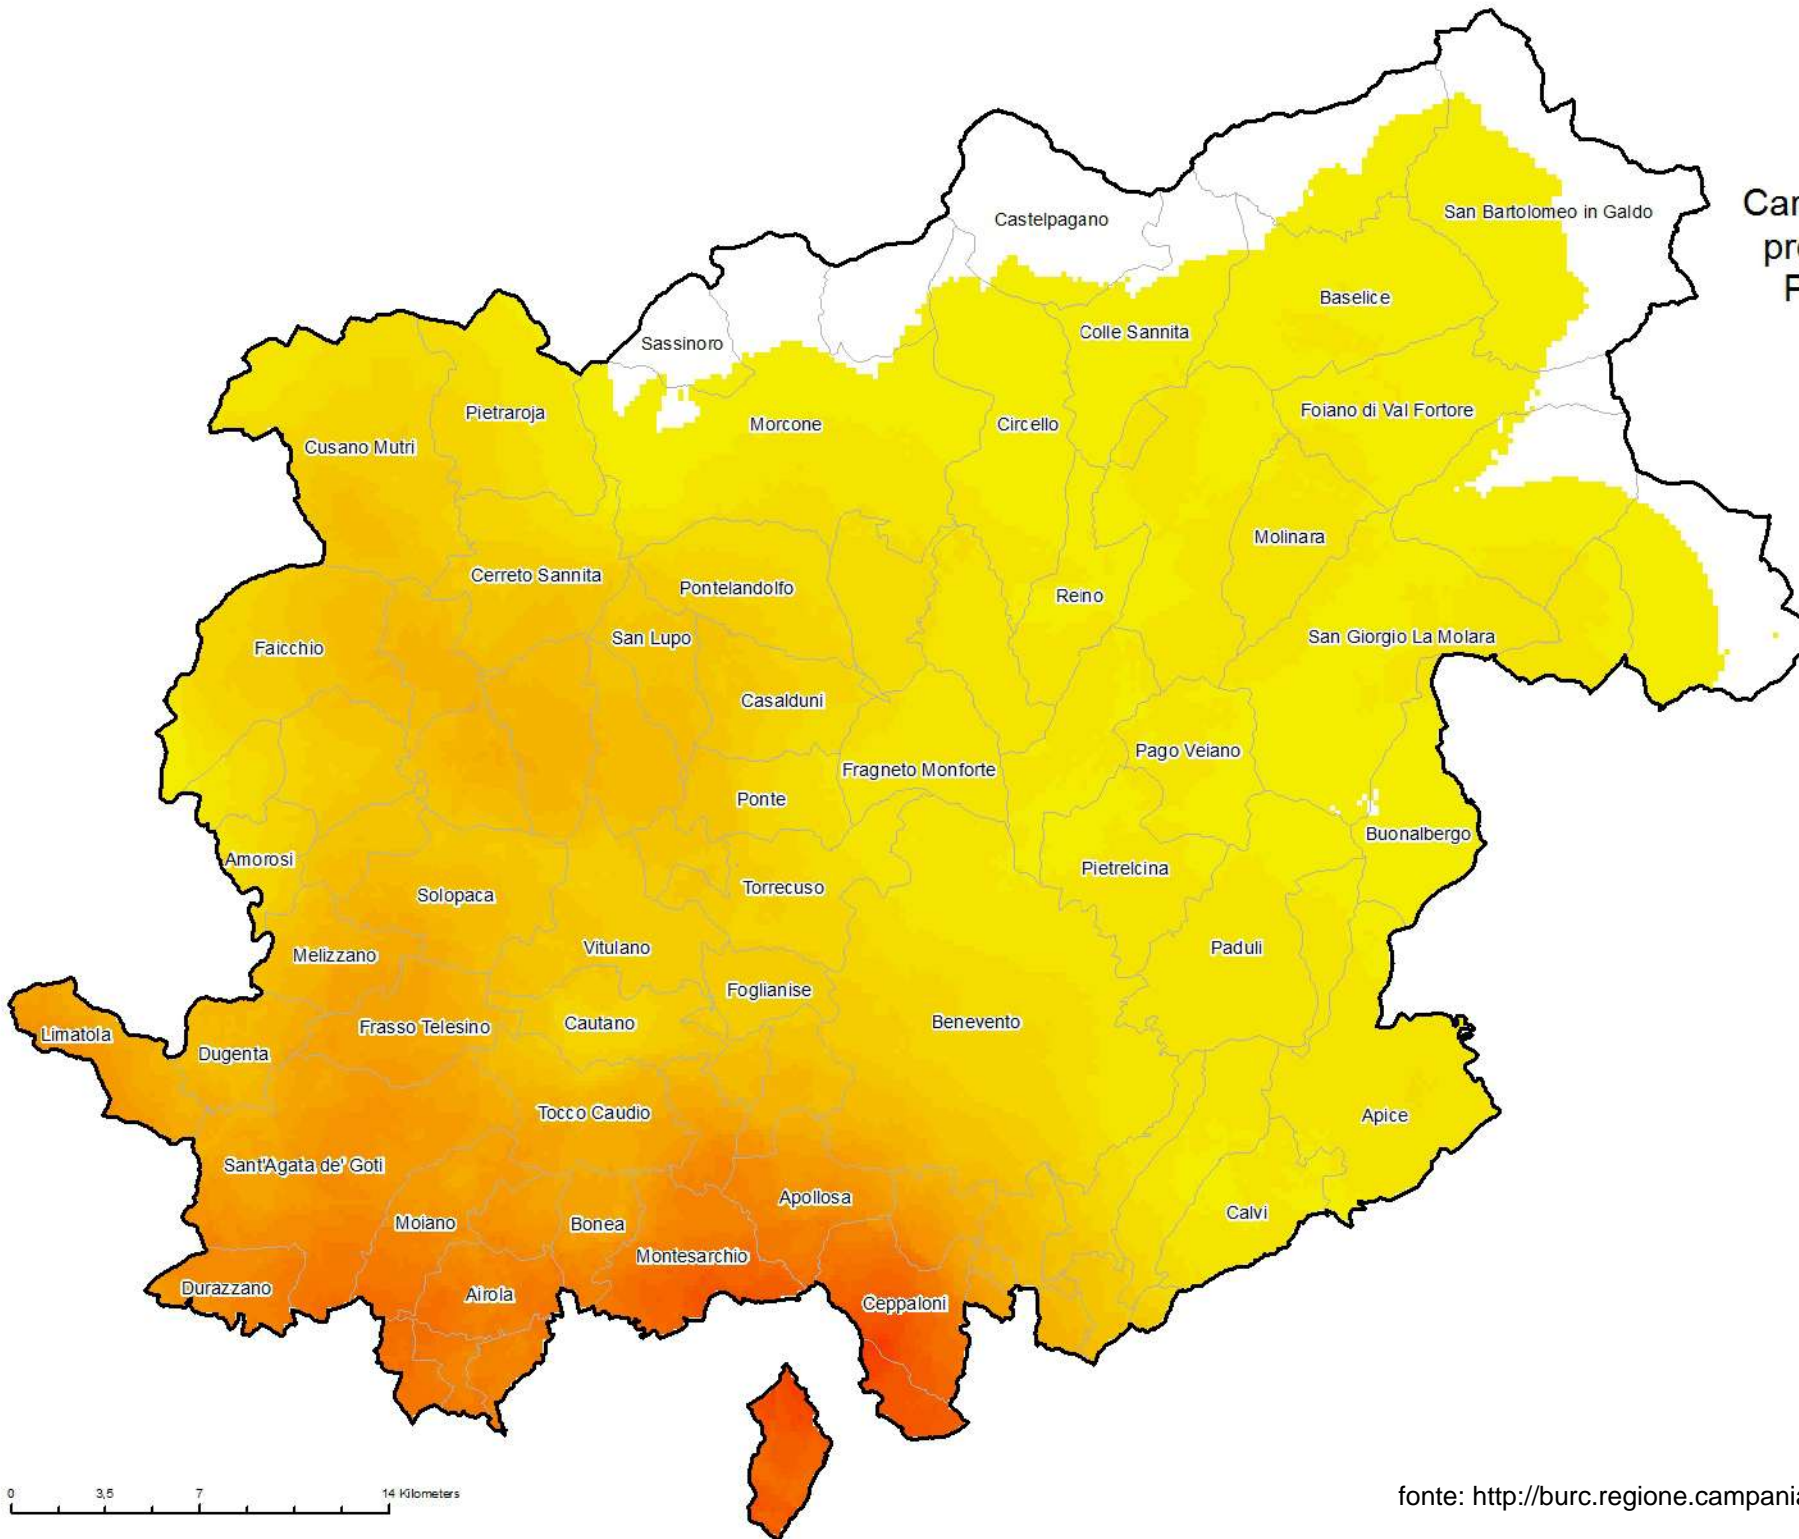 Castelpagano
San Bartolomeo in Galdo
Baselice
Colle Sannita
Sassinoro
Pietraroja
Foiano di Val Fortore
Morcone
Circello
Cusano Mutri
Molinara
Cerreto Sannita
Pontelandolfo
Reino
San Lupo
San Giorgio La Molara
Faicchio
Casalduni
Pago Veiano
Fragneto Monforte
Ponte
Buonalbergo
Amorosi
Pietrelcina
Torrecuso
Solopaca
Vitulano
Paduli
Melizzano
Foglianise
Benevento
Cautano
Frasso Telesino
Limatola
Dugenta
Tocco Caudio
Apice
Sant'Agata de' Goti
Apollosa
Calvi
Moiano
Bonea
Montesarchio
Durazzano
Airola
Ceppaloni
0 3,5 7 14 Kilometers
fonte: http://burc.regione.campania